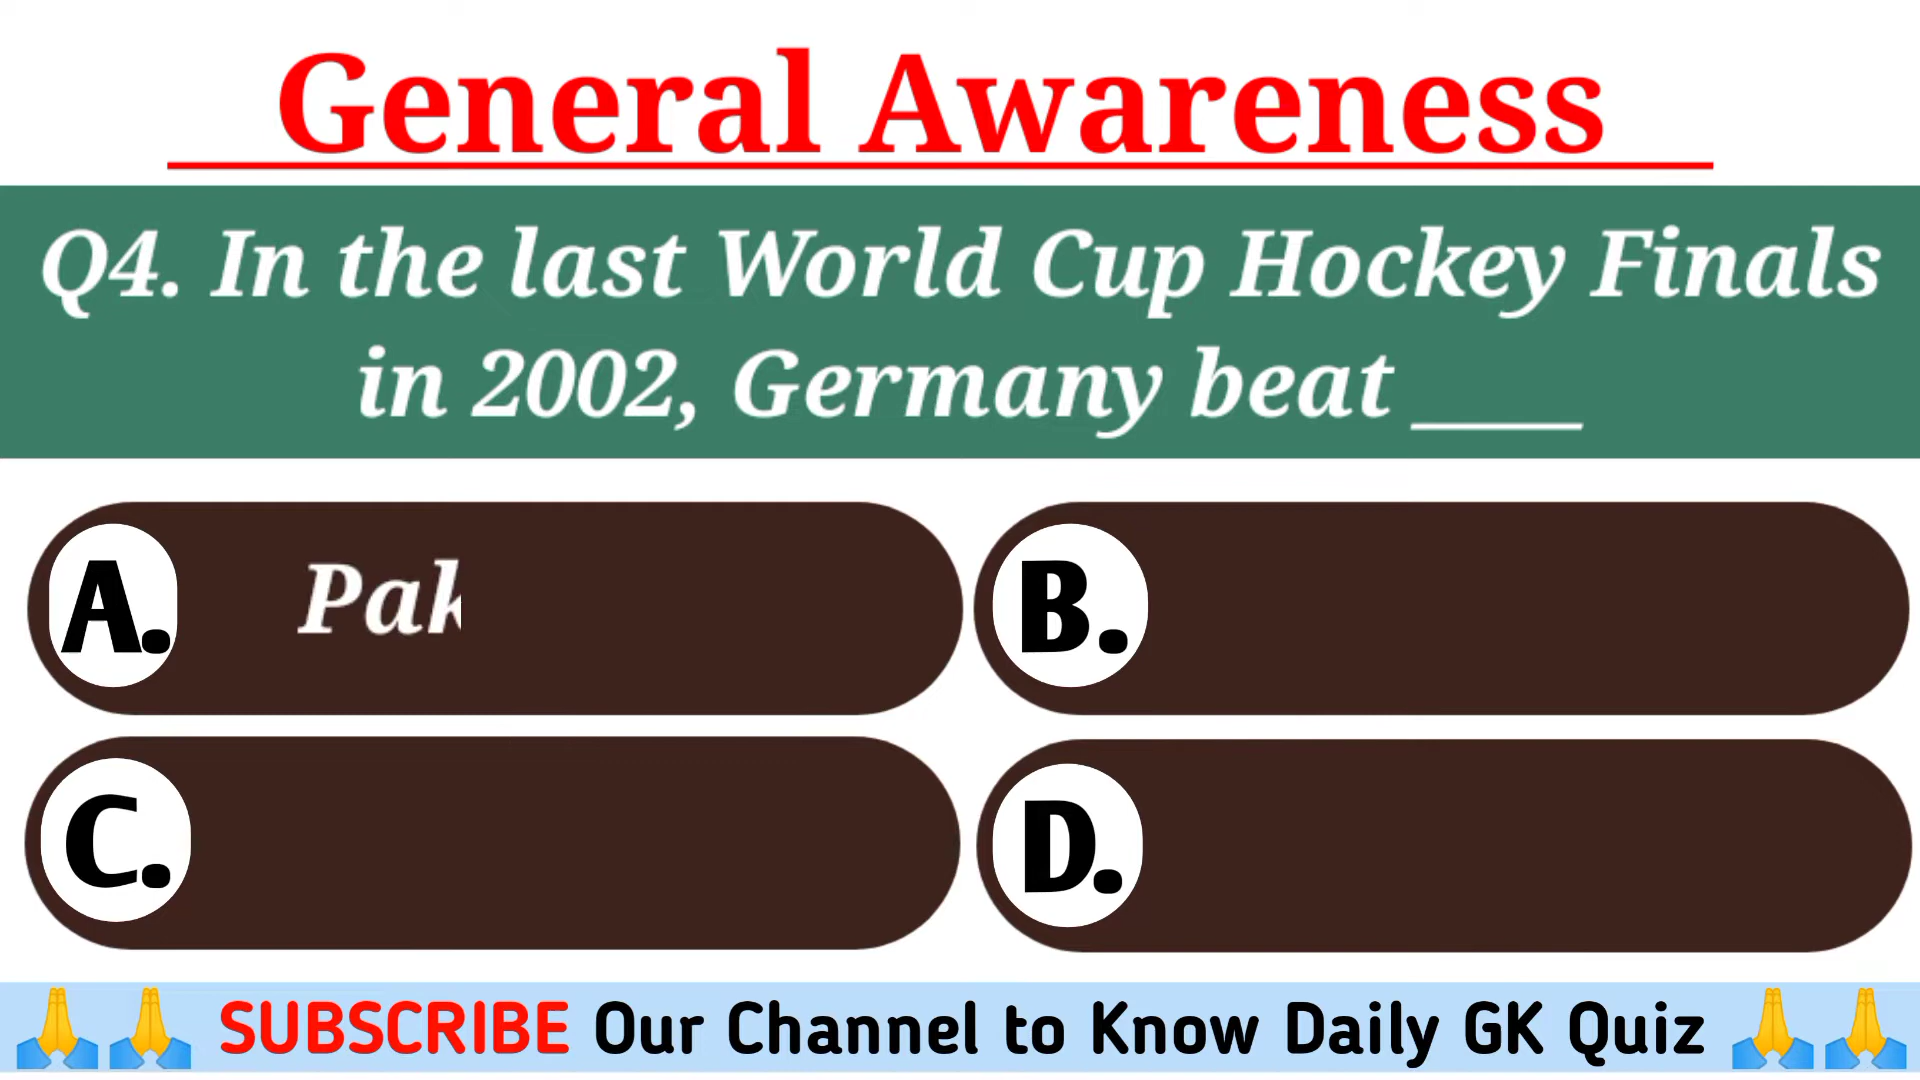 General Awareness
Q4. In the last World Cup Hockey Finals
in 2002, Germany beat ____
A. Pak
B.
C.
D.
SUBSCRIBE Our Channel to Know Daily GK Quiz